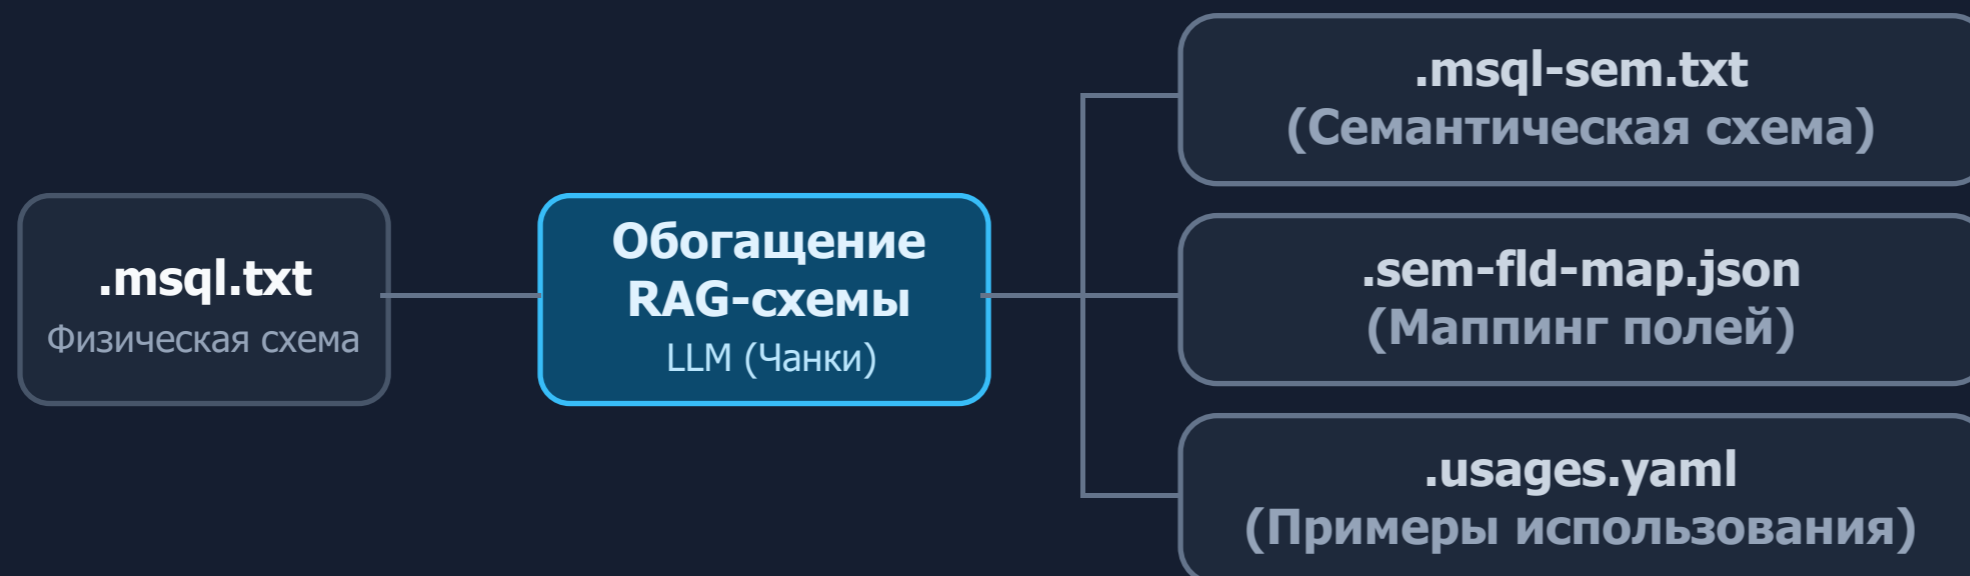 .msql.txt
Физическая схема
Обогащение
RAG-схемы
LLM (Чанки)
.msql-sem.txt
(Семантическая схема)
.sem-fld-map.json
(Маппинг полей)
.usages.yaml
(Примеры использования)